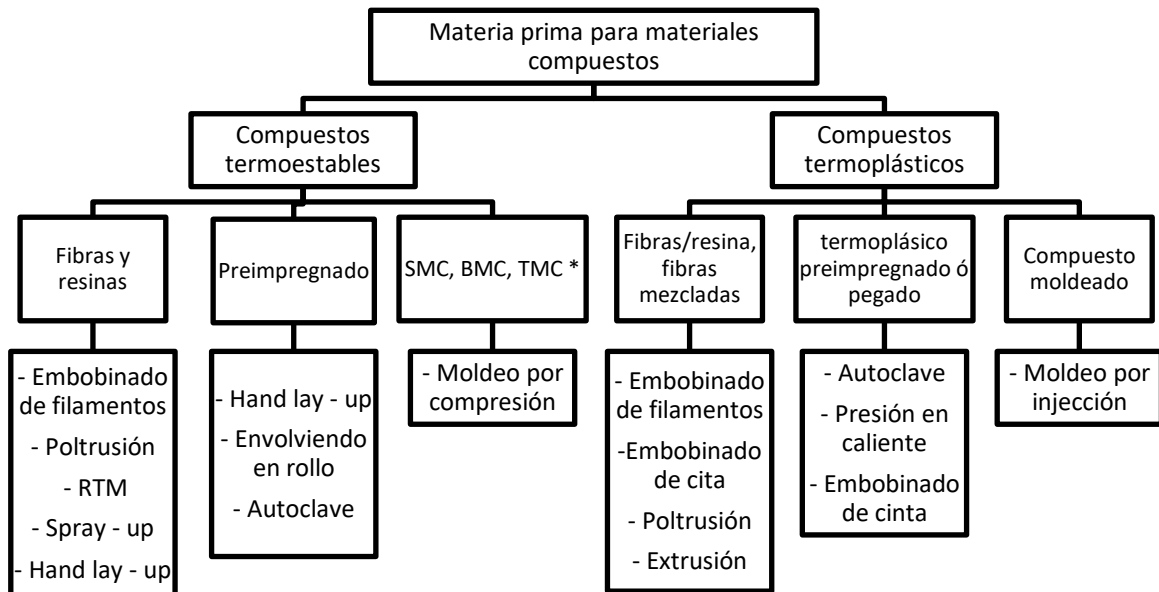 Materia prima para materiales
compuestos
Compuestos
termoestables
Compuestos
termoplásticos
Fibras y
resinas
Preimpregnado
SMC, BMC, TMC *
Fibras/resina,
fibras
mezcladas
termoplásico
preimpregnado ó
pegado
Compuesto
moldeado
- Embobinado
de filamentos
- Poltrusión
- RTM
- Spray - up
- Hand lay - up
- Hand lay - up
- Envolviendo
en rollo
- Autoclave
- Moldeo por
compresión
- Embobinado
de filamentos
-Embobinado
de cita
- Poltrusión
- Extrusión
- Autoclave
- Presión en
caliente
- Embobinado
de cinta
- Moldeo por
injección